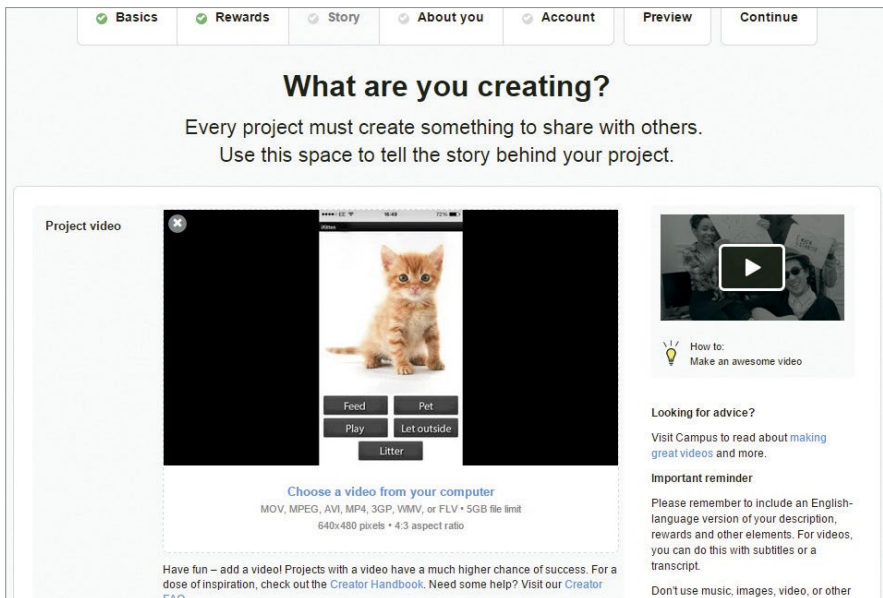 Basics
Rewards
Story
About you
Account
Preview
Continue
What are you creating?
Every project must create something to share with others.
Use this space to tell the story behind your project.
Project video
EE
16:49
72%
Feed
Pet
Play
Let outside
Litter
Choose a video from your computer
MOV, MPEG, AVI, MP4, 3GP, WMV, or FLV • 5GB file limit
640x480 pixels • 4:3 aspect ratio
Have fun – add a video! Projects with a video have a much higher chance of success. For a
dose of inspiration, check out the Creator Handbook. Need some help? Visit our Creator
FAQ
How to:
Make an awesome video
Looking for advice?
Visit Campus to read about making
great videos and more.
Important reminder
Please remember to include an English-
language version of your description,
rewards and other elements. For videos,
you can do this with subtitles or a
transcript.
Don't use music, images, video, or other